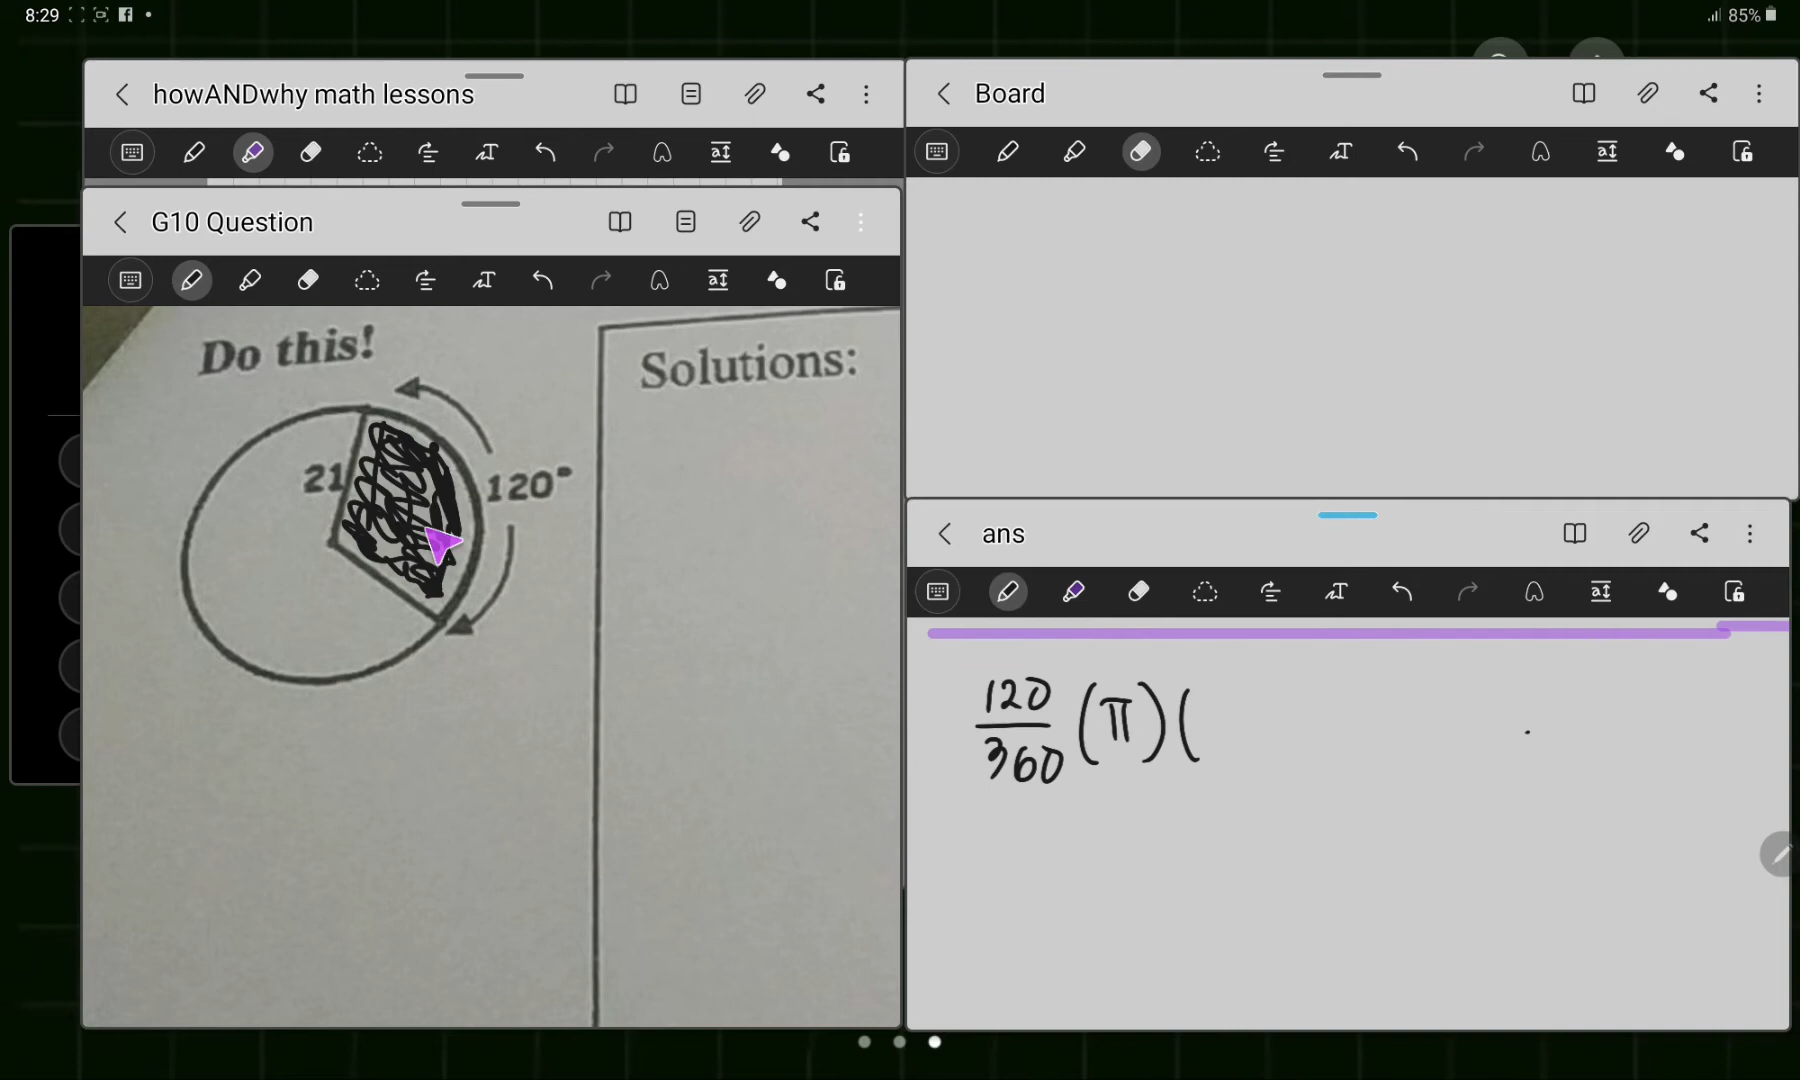 8:29
85%
howANDwhy math lessons
G10 Question
Do this!
21
120°
Solutions:
Board
ans
120
360
(π)(